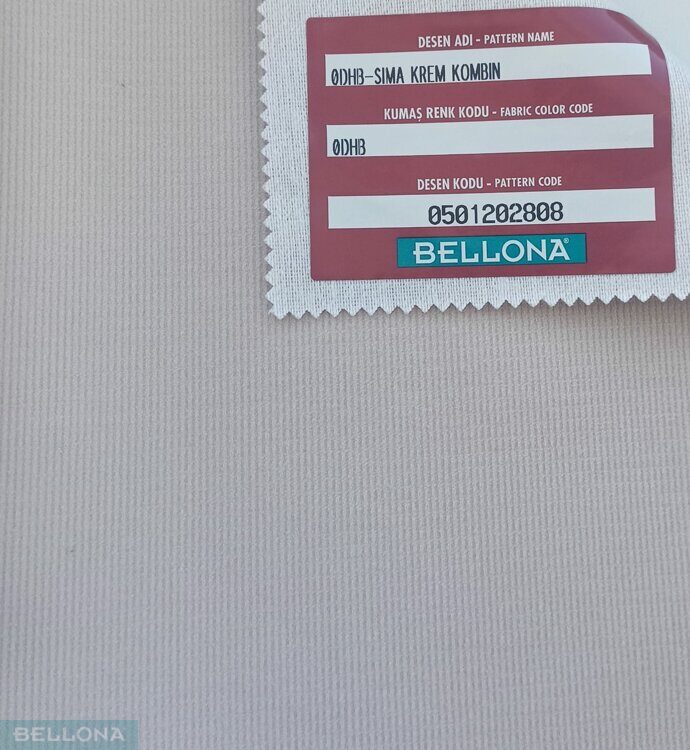 DESEN ADI - PATTERN NAME
0DHB-SIMA KREM KOMBIN
KUMAŞ RENK KODU - FABRIC COLOR CODE
0DHB
DESEN KODU - PATTERN CODE
0501202808
BELLONA®
BELLONA